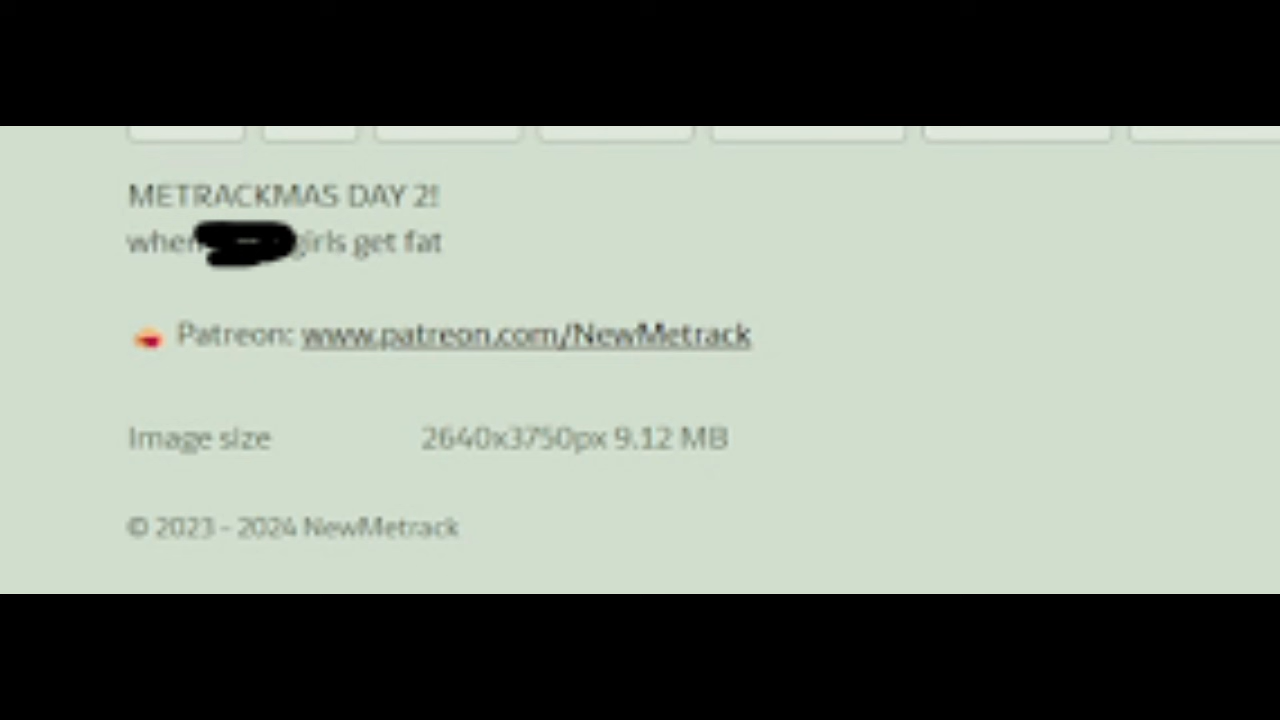 METRACKMAS DAY 2!
when girls get fat
Patreon: www.patreon.com/NewMetrack
Image size 2640x3750px 9.12 MB
© 2023 - 2024 NewMetrack